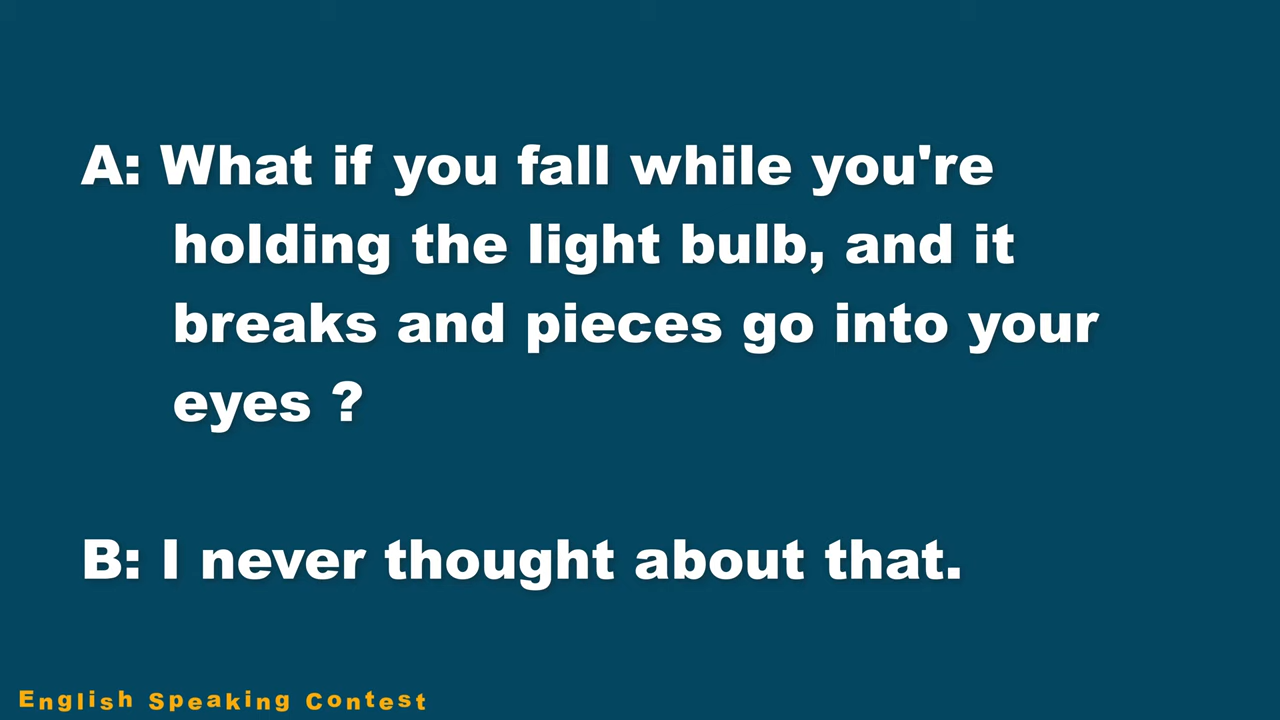 A: What if you fall while you're
holding the light bulb, and it
breaks and pieces go into your
eyes ?
B: I never thought about that.
English Speaking Contest